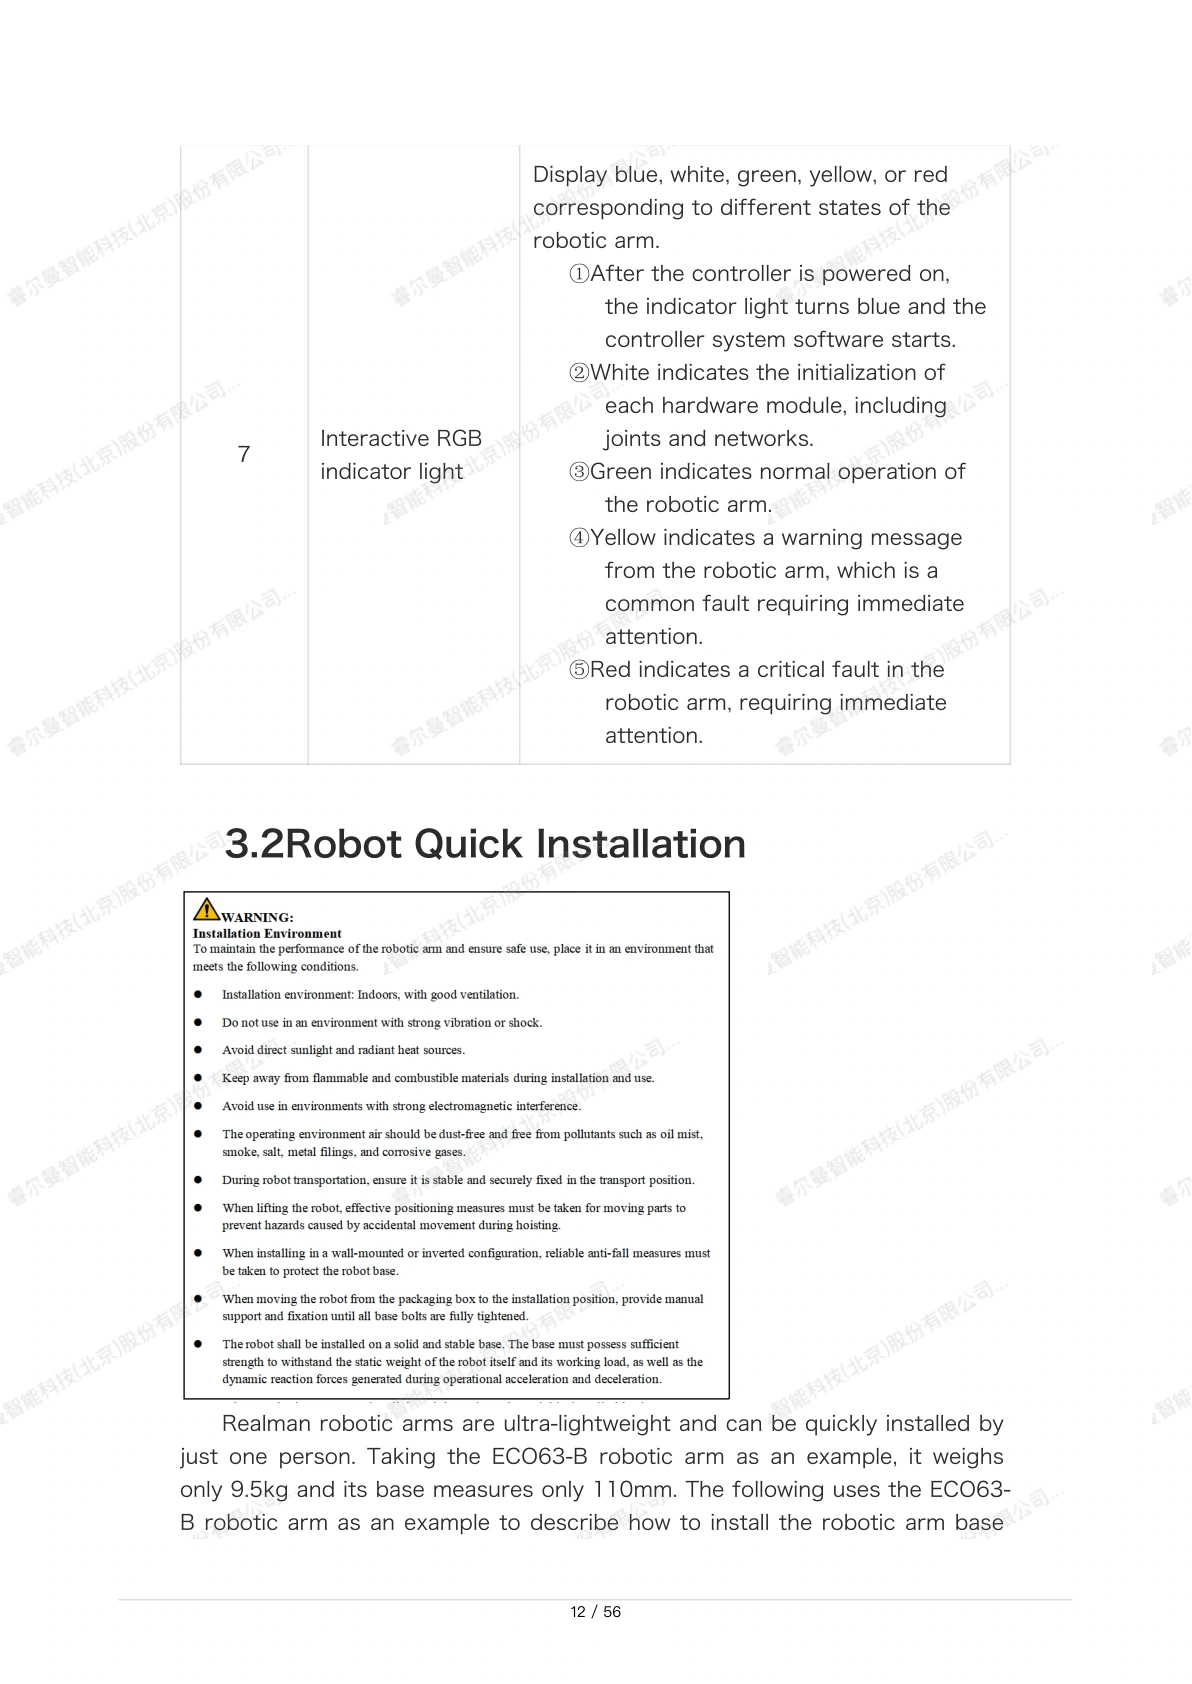 Display blue, white, green, yellow, or red
corresponding to different states of the
robotic arm.
①After the controller is powered on,
the indicator light turns blue and the
controller system software starts.
②White indicates the initialization of
each hardware module, including
joints and networks.
7
Interactive RGB
indicator light
③Green indicates normal operation of
the robotic arm.
④Yellow indicates a warning message
from the robotic arm, which is a
common fault requiring immediate
attention.
⑤Red indicates a critical fault in the
robotic arm, requiring immediate
attention.
3.2Robot Quick Installation
WARNING:
Installation Environment
To maintain the performance of the robotic arm and ensure safe use, place it in an environment that
meets the following conditions.
● Installation environment: Indoors, with good ventilation.
● Do not use in an environment with strong vibration or shock.
● Avoid direct sunlight and radiant heat sources.
● Keep away from flammable and combustible materials during installation and use.
● Avoid use in environments with strong electromagnetic interference.
● The operating environment air should be dust-free and free from pollutants such as oil mist,
smoke, salt, metal filings, and corrosive gases.
● During robot transportation, ensure it is stable and securely fixed in the transport position.
● When lifting the robot, effective positioning measures must be taken for moving parts to
prevent hazards caused by accidental movement during hoisting.
● When installing in a wall-mounted or inverted configuration, reliable anti-fall measures must
be taken to protect the robot base.
● When moving the robot from the packaging box to the installation position, provide manual
support and fixation until all base bolts are fully tightened.
● The robot shall be installed on a solid and stable base. The base must possess sufficient
strength to withstand the static weight of the robot itself and its working load, as well as the
dynamic reaction forces generated during operational acceleration and deceleration.
Realman robotic arms are ultra-lightweight and can be quickly installed by
just one person. Taking the ECO63-B robotic arm as an example, it weighs
only 9.5kg and its base measures only 110mm. The following uses the ECO63-
B robotic arm as an example to describe how to install the robotic arm base
12 / 56
睿尔曼智能科技(北京)股份有限公司...